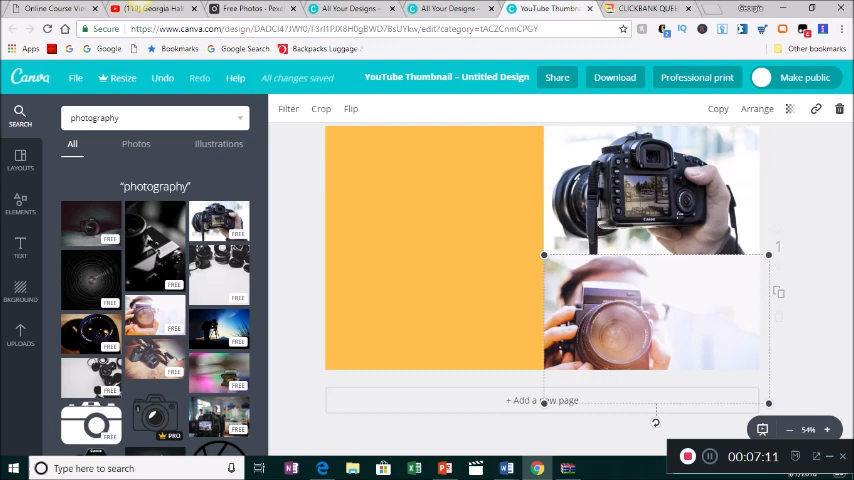 Online Course View
Georgia Hall
Free Photos - Pexe
All Your Designs -
All Your Designs -
YouTube Thumbn
CLICKBANK QUEE
Secure
https://www.canva.com/design/
/edit?category=tACZCnmCPGY
Apps
G Google
Bookmarks
Google Search
Backpacks Luggage
Other bookmarks
Canva
File
Resize
Undo
Redo
Help
All changes saved
YouTube Thumbnail – Untitled Design
Share
Download
Professional print
Make public
SEARCH
photography
Filter
Crop
Flip
Copy
Arrange
All
Photos
Illustrations
LAYOUTS
"photography"
ELEMENTS
TEXT
BKGROUND
UPLOADS
FREE
FREE
FREE
FREE
FREE
FREE
FREE
FREE
FREE
FREE
FREE
FREE
FREE
PRO
FREE
1
+ Add a new page
54%
Type here to search
00:07:11